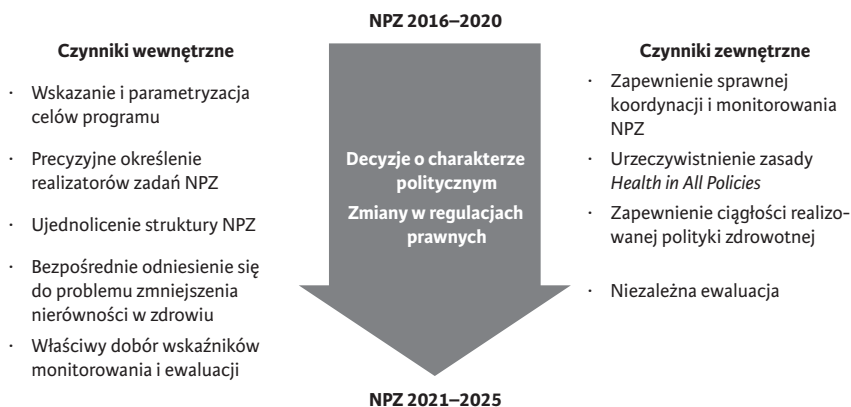 NPZ 2016–2020
Czynniki wewnętrzne
· Wskazanie i parametryzacja
celów programu
· Precyzyjne określenie
realizatorów zadań NPZ
· Ujednolicenie struktury NPZ
· Bezpośrednie odniesienie się
do problemu zmniejszenia
nierówności w zdrowiu
· Właściwy dobór wskaźników
monitorowania i ewaluacji
Decyzje o charakterze
politycznym
Zmiany w regulacjach
prawnych
Czynniki zewnętrzne
· Zapewnienie sprawnej
koordynacji i monitorowania
NPZ
· Urzeczywistnienie zasady
Health in All Policies
· Zapewnienie ciągłości realizo-
wanej polityki zdrowotnej
· Niezależna ewaluacja
NPZ 2021–2025